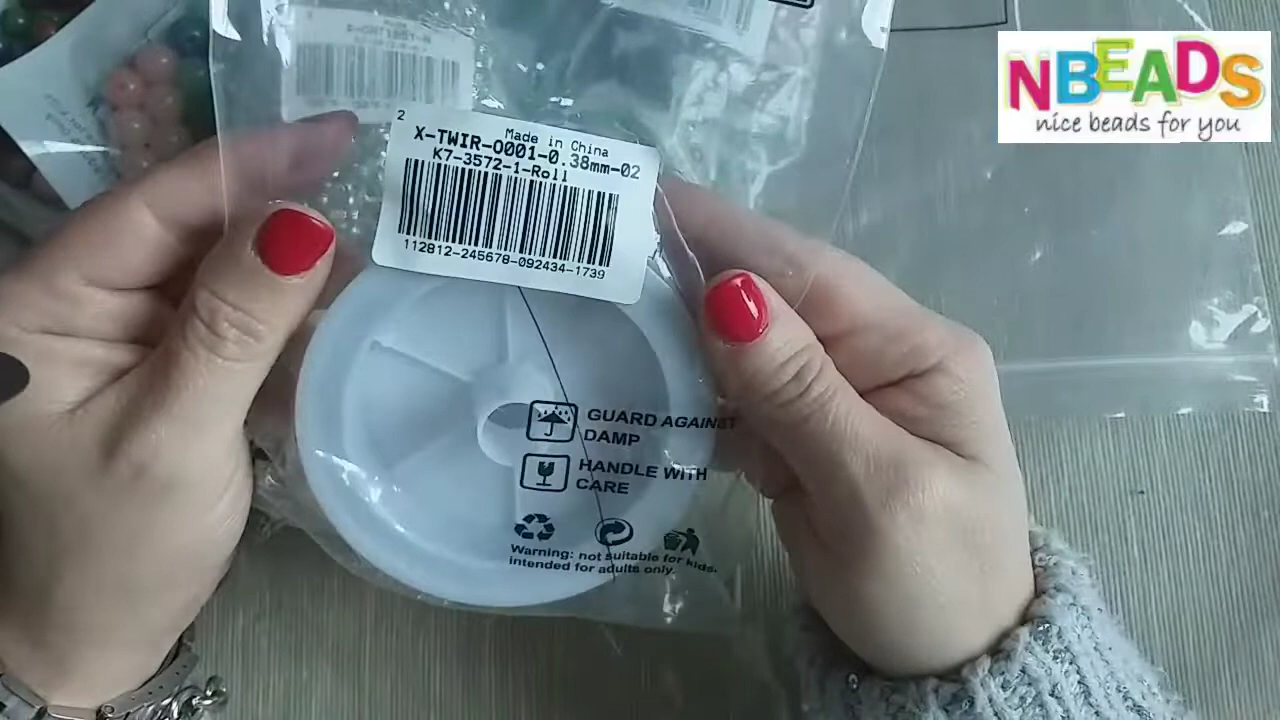 NBEADS
nice beads for you
2
Made in China
X-TWIR-O001-0.38mm-02
K7-3572-1-Roll
112812-245678-092434-1739
GUARD AGAINST
DAMP
HANDLE WITH
CARE
Warning: not suitable for kids.
intended for adults only.